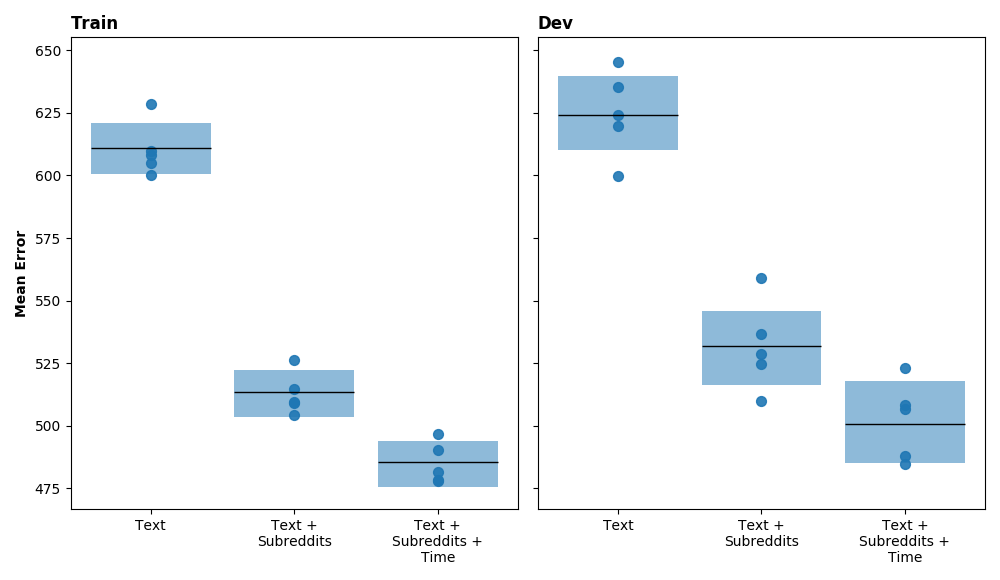 Train
Dev
Mean Error
650
625
600
575
550
525
500
475
Text
Text +
Subreddits
Text +
Subreddits +
Time
Text
Text +
Subreddits
Text +
Subreddits +
Time